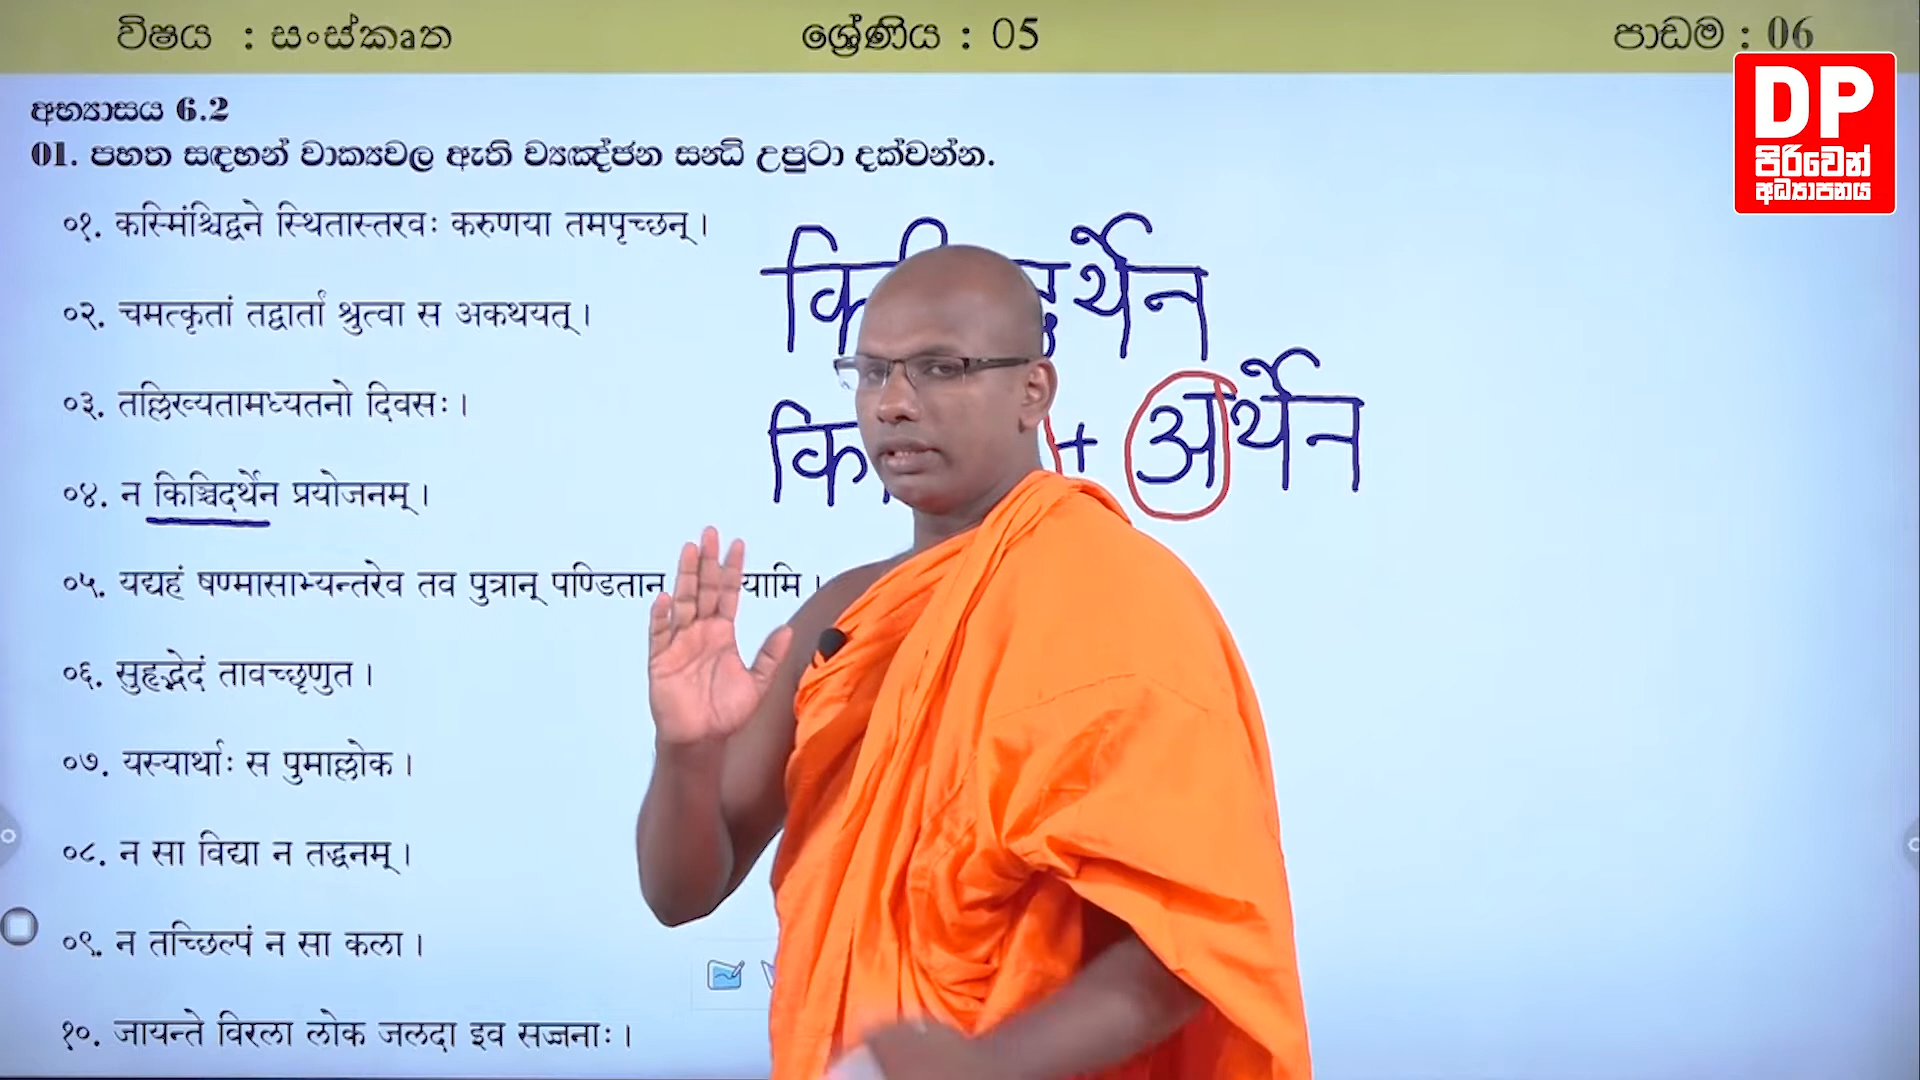 විෂය : සංස්කෘත ශ්‍රේණිය : 05 පාඩම : 06
DP
පිරිවෙන්
අධ්‍යාපනය
අභ්‍යාසය 6.2
01. පහත සඳහන් වාක්‍යවල ඇති ව්‍යඤ්ජන සන්ධි උපුටා දක්වන්න.
०१. कस्मिंश्चिद्वने स्थितास्तरवः करुणया तमपृच्छन् ।
०२. चमत्कृतां तद्वार्तां श्रुत्वा स अकथयत् ।
०३. तल्लिख्यतामध्यतनो दिवसः ।
०४. न किञ्चिदर्थेन प्रयोजनम् ।
०५. यद्यहं षण्मासाभ्यन्तरेव तव पुत्रान् पण्डितान् यामि ।
०६. सुहृद्भेदं तावच्छृणुत ।
०७. यस्यार्थाः स पुमाल्लोक ।
०८. न सा विद्या न तद्धनम् ।
०९. न तच्छिल्पं न सा कला ।
१०. जायन्ते विरला लोक जलदा इव सज्जनाः ।
+ अर्थेन